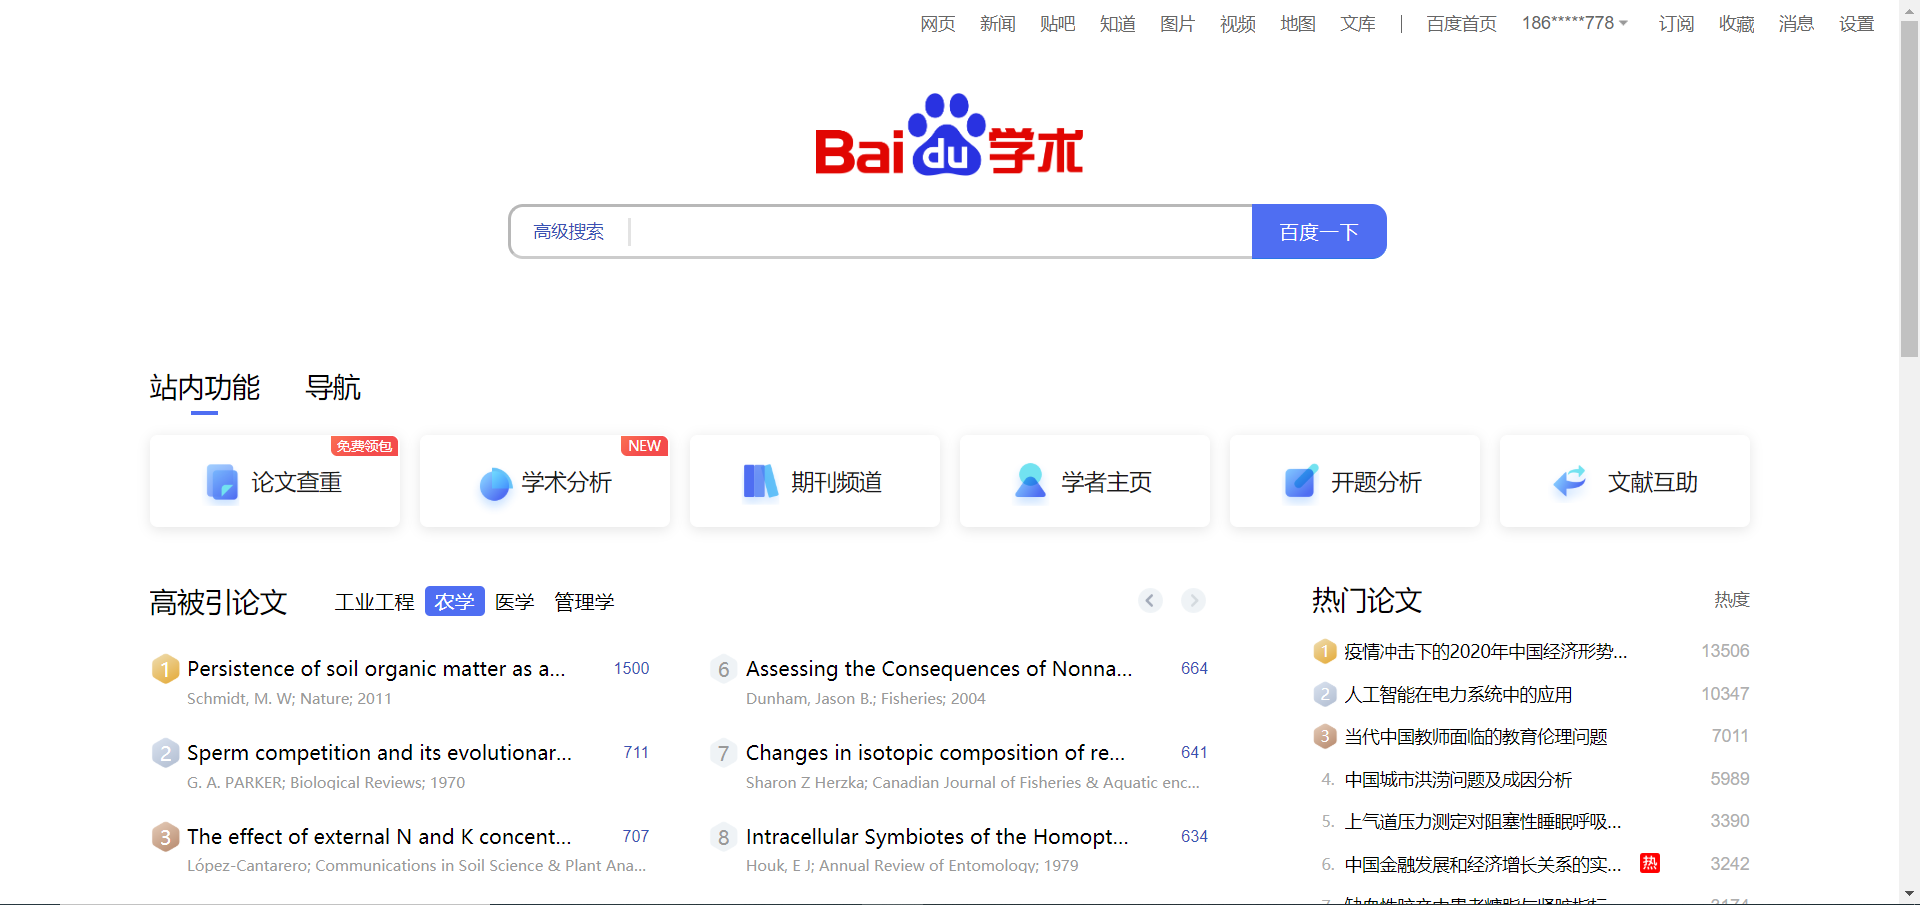 网页 新闻 贴吧 知道 图片 视频 地图 文库 | 百度首页 186*****778 订阅 收藏 消息 设置
Bai du 学术
高级搜索 百度一下
站内功能 导航
免费领包 NEW
论文查重 学术分析 期刊频道 学者主页 开题分析 文献互助
高被引论文 工业工程 农学 医学 管理学
1 Persistence of soil organic matter as a... 1500
Schmidt, M. W; Nature; 2011
2 Sperm competition and its evolutionar... 711
G. A. PARKER; Biological Reviews; 1970
3 The effect of external N and K concent... 707
López-Cantarero; Communications in Soil Science & Plant Ana...
6 Assessing the Consequences of Nonna... 664
Dunham, Jason B.; Fisheries; 2004
7 Changes in isotopic composition of re... 641
Sharon Z Herzka; Canadian Journal of Fisheries & Aquatic enc...
8 Intracellular Symbiotes of the Homopt... 634
Houk, E J; Annual Review of Entomology; 1979
热门论文 热度
1 疫情冲击下的2020年中国经济形势... 13506
2 人工智能在电力系统中的应用 10347
3 当代中国教师面临的教育伦理问题 7011
4. 中国城市洪涝问题及成因分析 5989
5. 上气道压力测定对阻塞性睡眠呼吸... 3390
6. 中国金融发展和经济增长关系的实... 热 3242